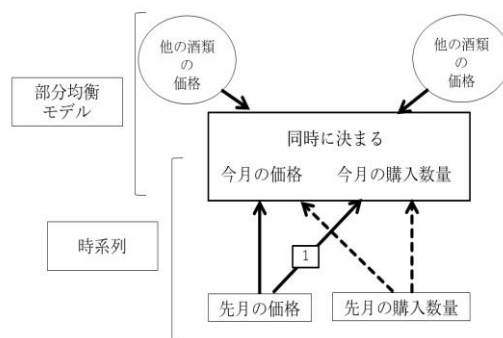 他の酒類
の
価格
他の酒類
の
価格
部分均衡
モデル
同時に決まる
今月の価格 今月の購入数量
時系列
1
先月の価格
先月の購入数量